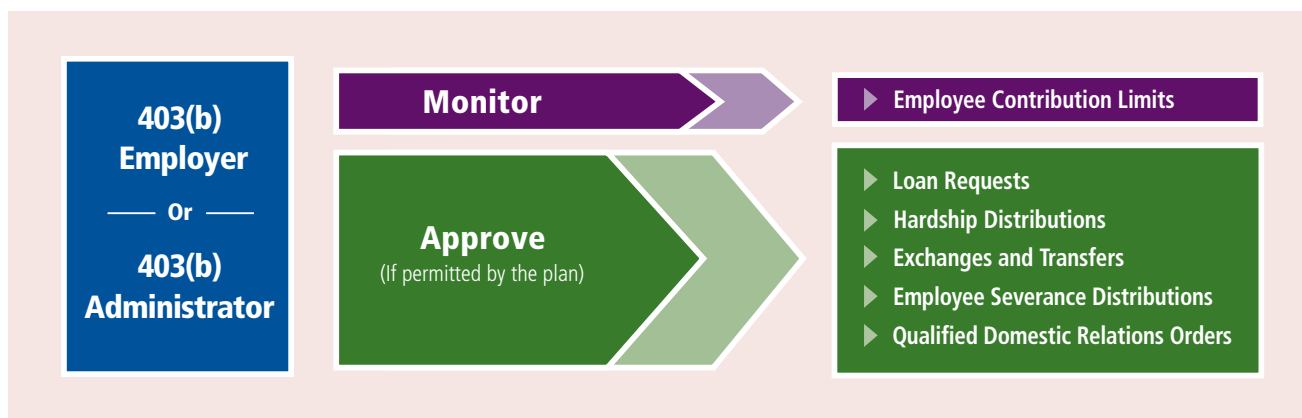 403(b)
Employer
Or
403(b)
Administrator
Monitor
Employee Contribution Limits
Approve
(If permitted by the plan)
Loan Requests
Hardship Distributions
Exchanges and Transfers
Employee Severance Distributions
Qualified Domestic Relations Orders